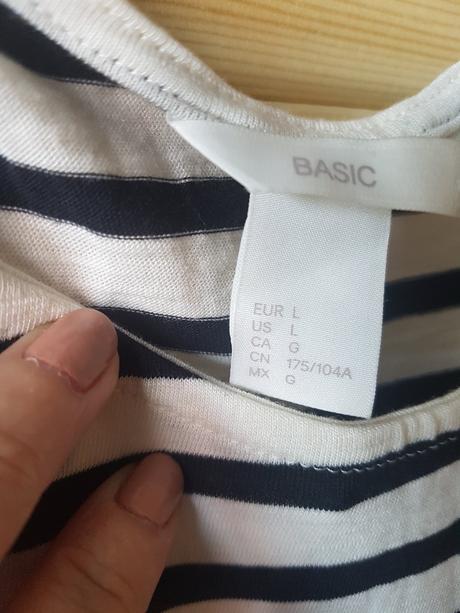 BASIC
EUR L
US L
CA G
CN 175/104A
MX G